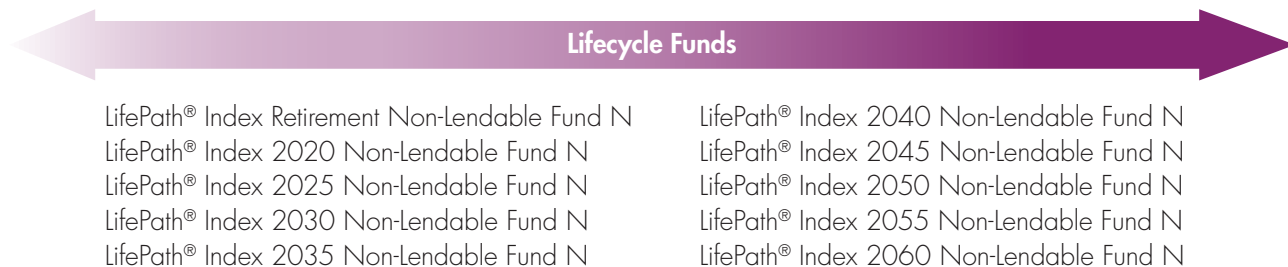 Lifecycle Funds
LifePath® Index Retirement Non-Lendable Fund N
LifePath® Index 2020 Non-Lendable Fund N
LifePath® Index 2025 Non-Lendable Fund N
LifePath® Index 2030 Non-Lendable Fund N
LifePath® Index 2035 Non-Lendable Fund N
LifePath® Index 2040 Non-Lendable Fund N
LifePath® Index 2045 Non-Lendable Fund N
LifePath® Index 2050 Non-Lendable Fund N
LifePath® Index 2055 Non-Lendable Fund N
LifePath® Index 2060 Non-Lendable Fund N